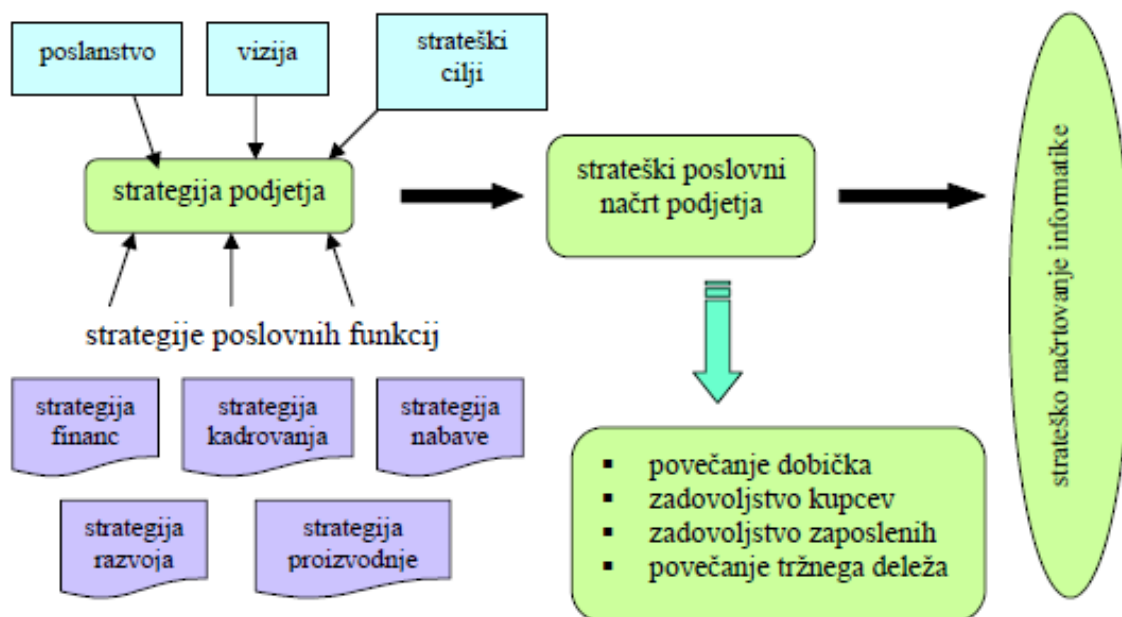 poslanstvo
vizija
strateški
cilji
strategija podjetja
strateški poslovni
načrt podjetja
strateško načrtovanje informatike
strategije poslovnih funkcij
strategija
financ
strategija
kadrovanja
strategija
nabave
strategija
razvoja
strategija
proizvodnje
▪ povečanje dobička
▪ zadovoljstvo kupcev
▪ zadovoljstvo zaposlenih
▪ povečanje tržnega deleža